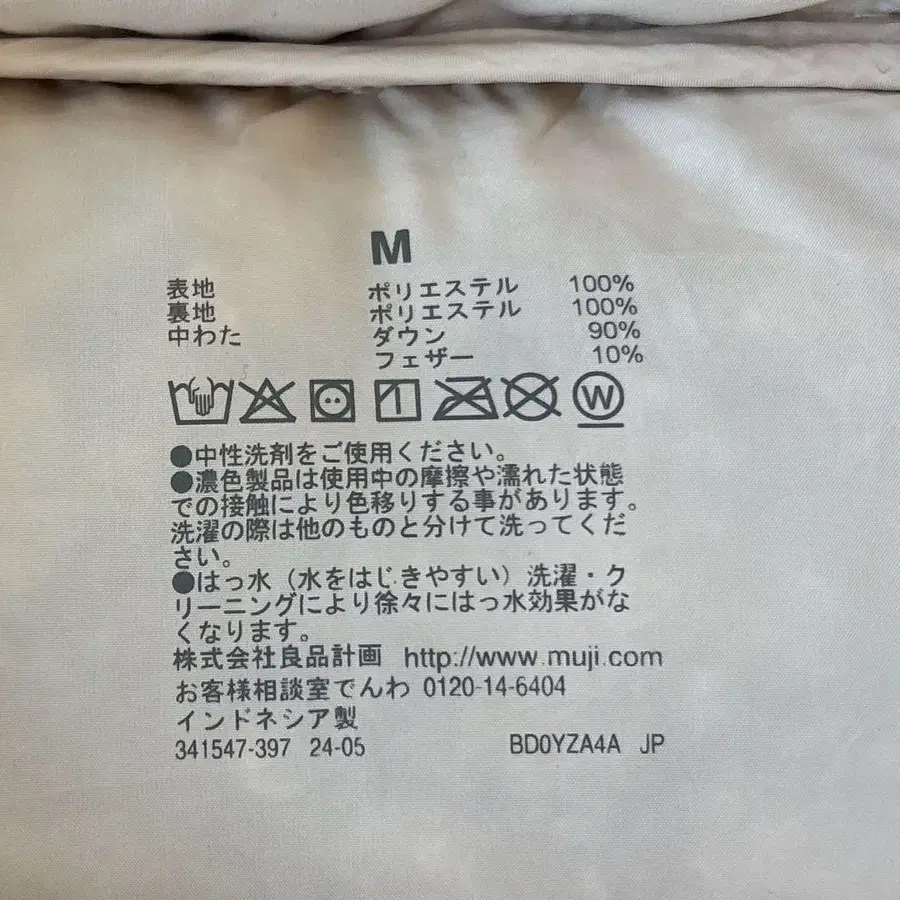 M
表地 ポリエステル 100%
裏地 ポリエステル 100%
中わた ダウン 90%
フェザー 10%
W
●中性洗剤をご使用ください。
●濃色製品は使用中の摩擦や濡れた状態
での接触により色移りする事があります。
洗濯の際は他のものと分けて洗ってくだ
さい。
●はっ水（水をはじきやすい）洗濯・ク
リーニングにより徐々にはっ水効果がな
くなります。
株式会社良品計画 http://www.muji.com
お客様相談室でんわ 0120-14-6404
インドネシア製
341547-397 24-05 BD0YZA4A JP